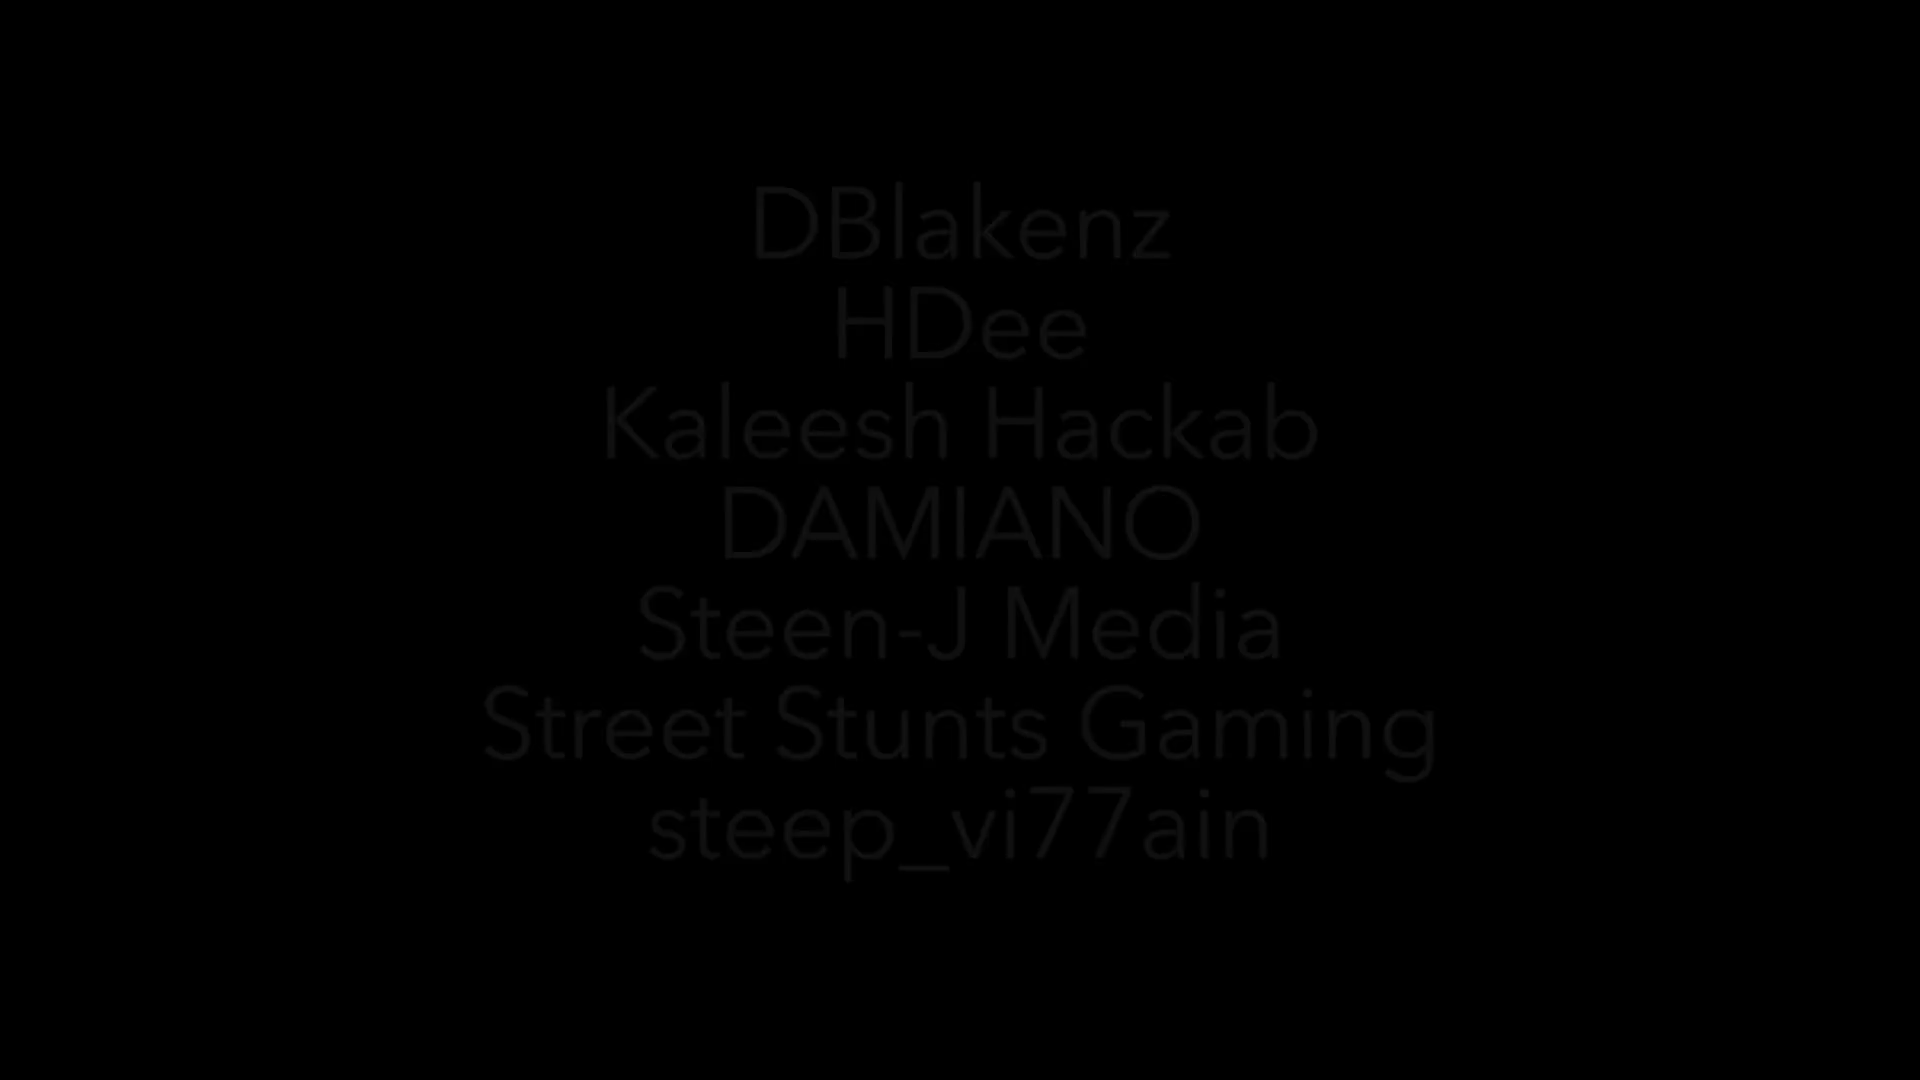 DBlakenz
HDee
Kaleesh Hackab
DAMIANO
Steen-J Media
Street Stunts Gaming
steep_vi77ain